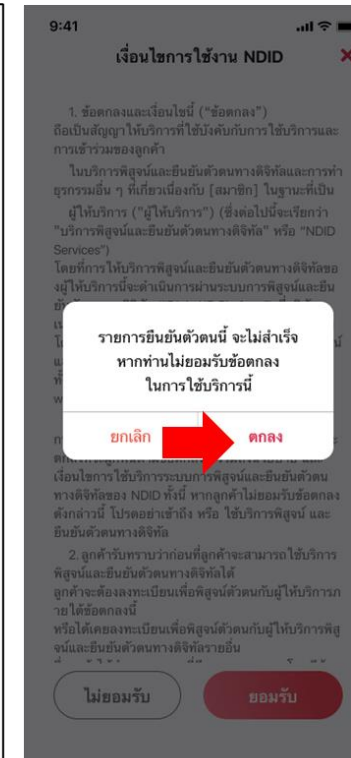 9:41
เงื่อนไขการใช้งาน NDID
1. ข้อตกลงและเงื่อนไขนี้ ("ข้อตกลง")
ถือเป็นสัญญาให้บริการที่ใช้บังคับกับการใช้บริการและ
การเข้าร่วมของลูกค้า
ในบริการพิสูจน์และยืนยันตัวตนทางดิจิทัลและการทำ
ธุรกรรมอื่น ๆ ที่เกี่ยวเนื่องกับ [สมาชิก] ในฐานะที่เป็น
ผู้ให้บริการ ("ผู้ให้บริการ") (ซึ่งต่อไปนี้จะเรียกว่า
"บริการพิสูจน์และยืนยันตัวตนทางดิจิทัล" หรือ "NDID
Services")
โดยที่การให้บริการพิสูจน์และยืนยันตัวตนทางดิจิทัลขอ
งผู้ให้บริการนี้จะดำเนินการผ่านระบบการพิสูจน์และยืน
รายการยืนยันตัวตนนี้ จะไม่สำเร็จ
หากท่านไม่ยอมรับข้อตกลง
ในการใช้บริการนี้
ยกเลิก
ตกลง
เงื่อนไขการใช้บริการระบบการพิสูจน์และยืนยันตัวตน
ทางดิจิทัลของ NDID ทั้งนี้ หากลูกค้าไม่ยอมรับข้อตกลง
ดังกล่าวนี้ โปรดอย่าเข้าถึง หรือ ใช้บริการพิสูจน์ และ
ยืนยันตัวตนทางดิจิทัล
2. ลูกค้ารับทราบว่าก่อนที่ลูกค้าจะสามารถใช้บริการ
พิสูจน์และยืนยันตัวตนทางดิจิทัลได้
ลูกค้าจะต้องลงทะเบียนเพื่อพิสูจน์ตัวตนกับผู้ให้บริการภ
ายใต้ข้อตกลงนี้
หรือได้เคยลงทะเบียนเพื่อพิสูจน์ตัวตนกับผู้ให้บริการพิสู
จน์และยืนยันตัวตนทางดิจิทัลรายอื่น
ไม่ยอมรับ
ยอมรับ